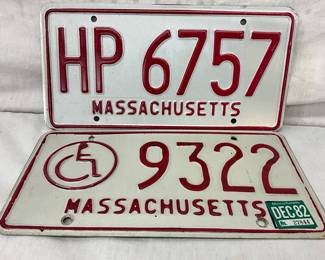 HP 6757
MASSACHUSETTS
9322
MASSACHUSETTS
DEC82